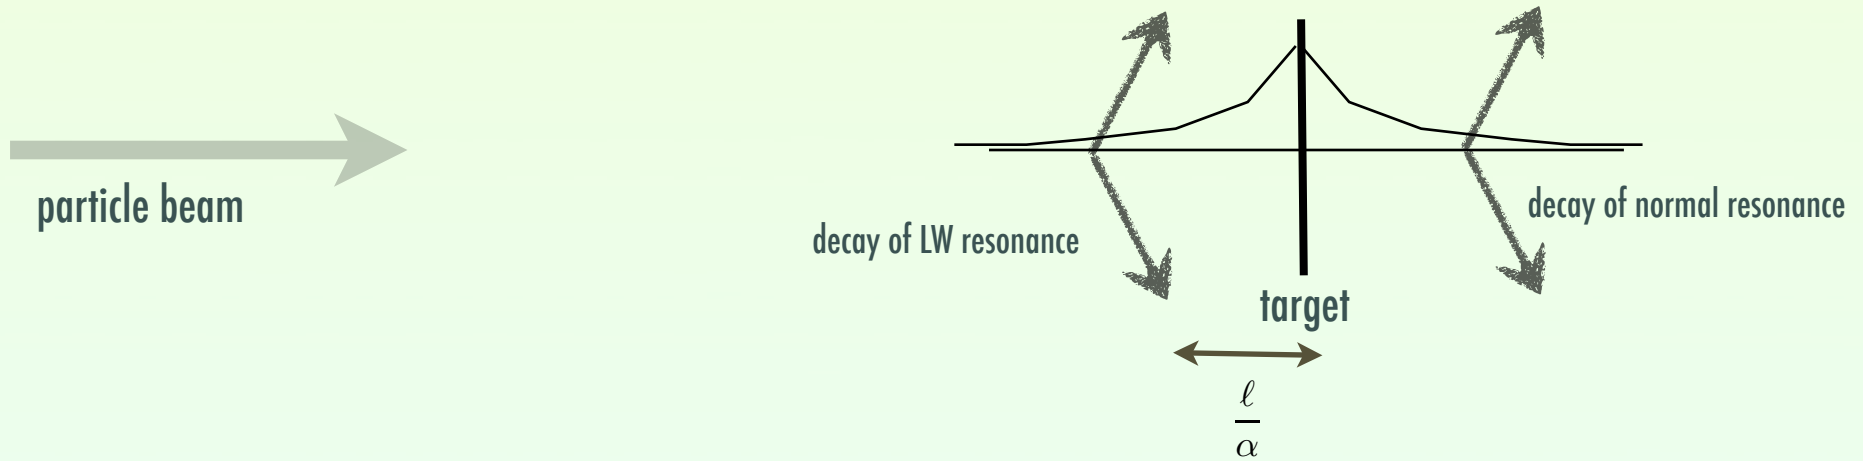 particle beam
decay of LW resonance
decay of normal resonance
target
ℓ
α